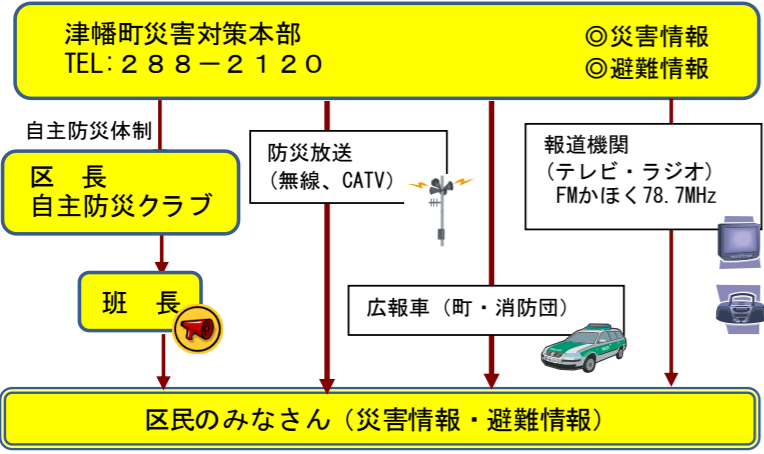 津幡町災害対策本部
TEL:２８８－２１２０
◎災害情報
◎避難情報
自主防災体制
区　長
自主防災クラブ
防災放送
（無線、CATV）
報道機関
（テレビ・ラジオ）
FMかほく78.7MHz
班　長
広報車（町・消防団）
区民のみなさん（災害情報・避難情報）